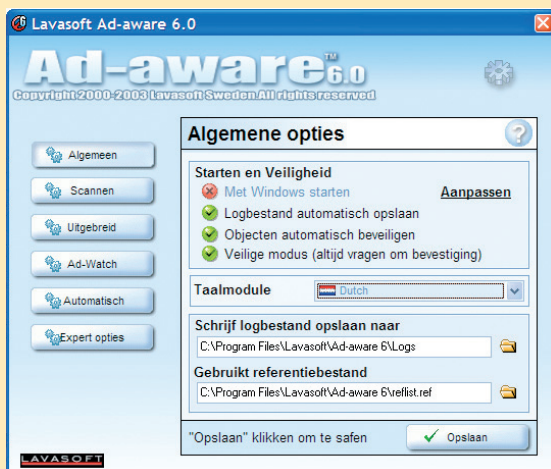 Lavasoft Ad-aware 6.0
Ad-aware™ 6.0
Copyright 2000-2003 Lavasoft Sweden. All rights reserved
Algemene opties
Algemeen
Scannen
Uitgebreid
Ad-Watch
Automatisch
Expert opties
Starten en Veiligheid
Met Windows starten Aanpassen
Logbestand automatisch opslaan
Objecten automatisch beveiligen
Veilige modus (altijd vragen om bevestiging)
Taalmodule Dutch
Schrijf logbestand opslaan naar
C:\Program Files\Lavasoft\Ad-aware 6\Logs
Gebruikt referentiebestand
C:\Program Files\Lavasoft\Ad-aware 6\reflist.ref
"Opslaan" klikken om te safen Opslaan
LAVASOFT